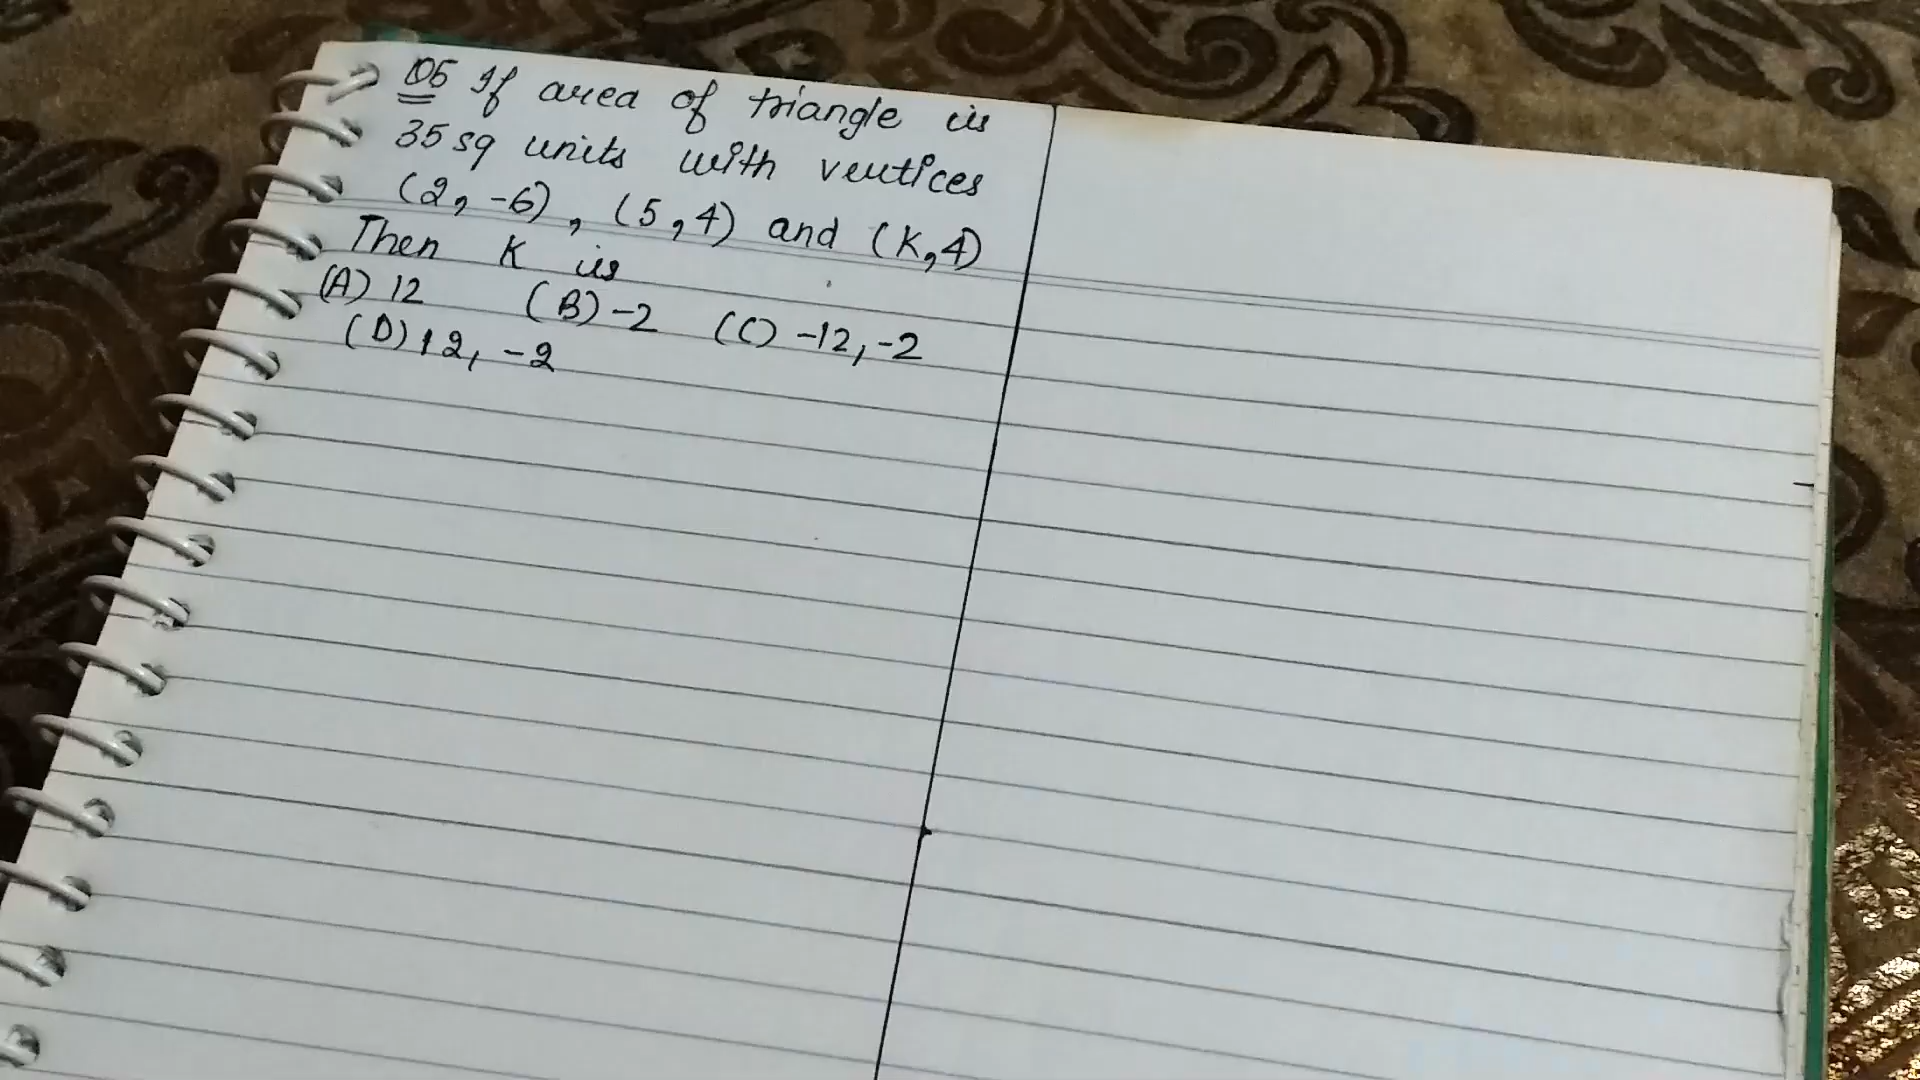 Q5 If area of triangle is
35 sq units with vertices
(2, -6), (5, 4) and (K, 4)
Then K is
(A) 12 (B) -2 (C) -12, -2
(D) 12, -2